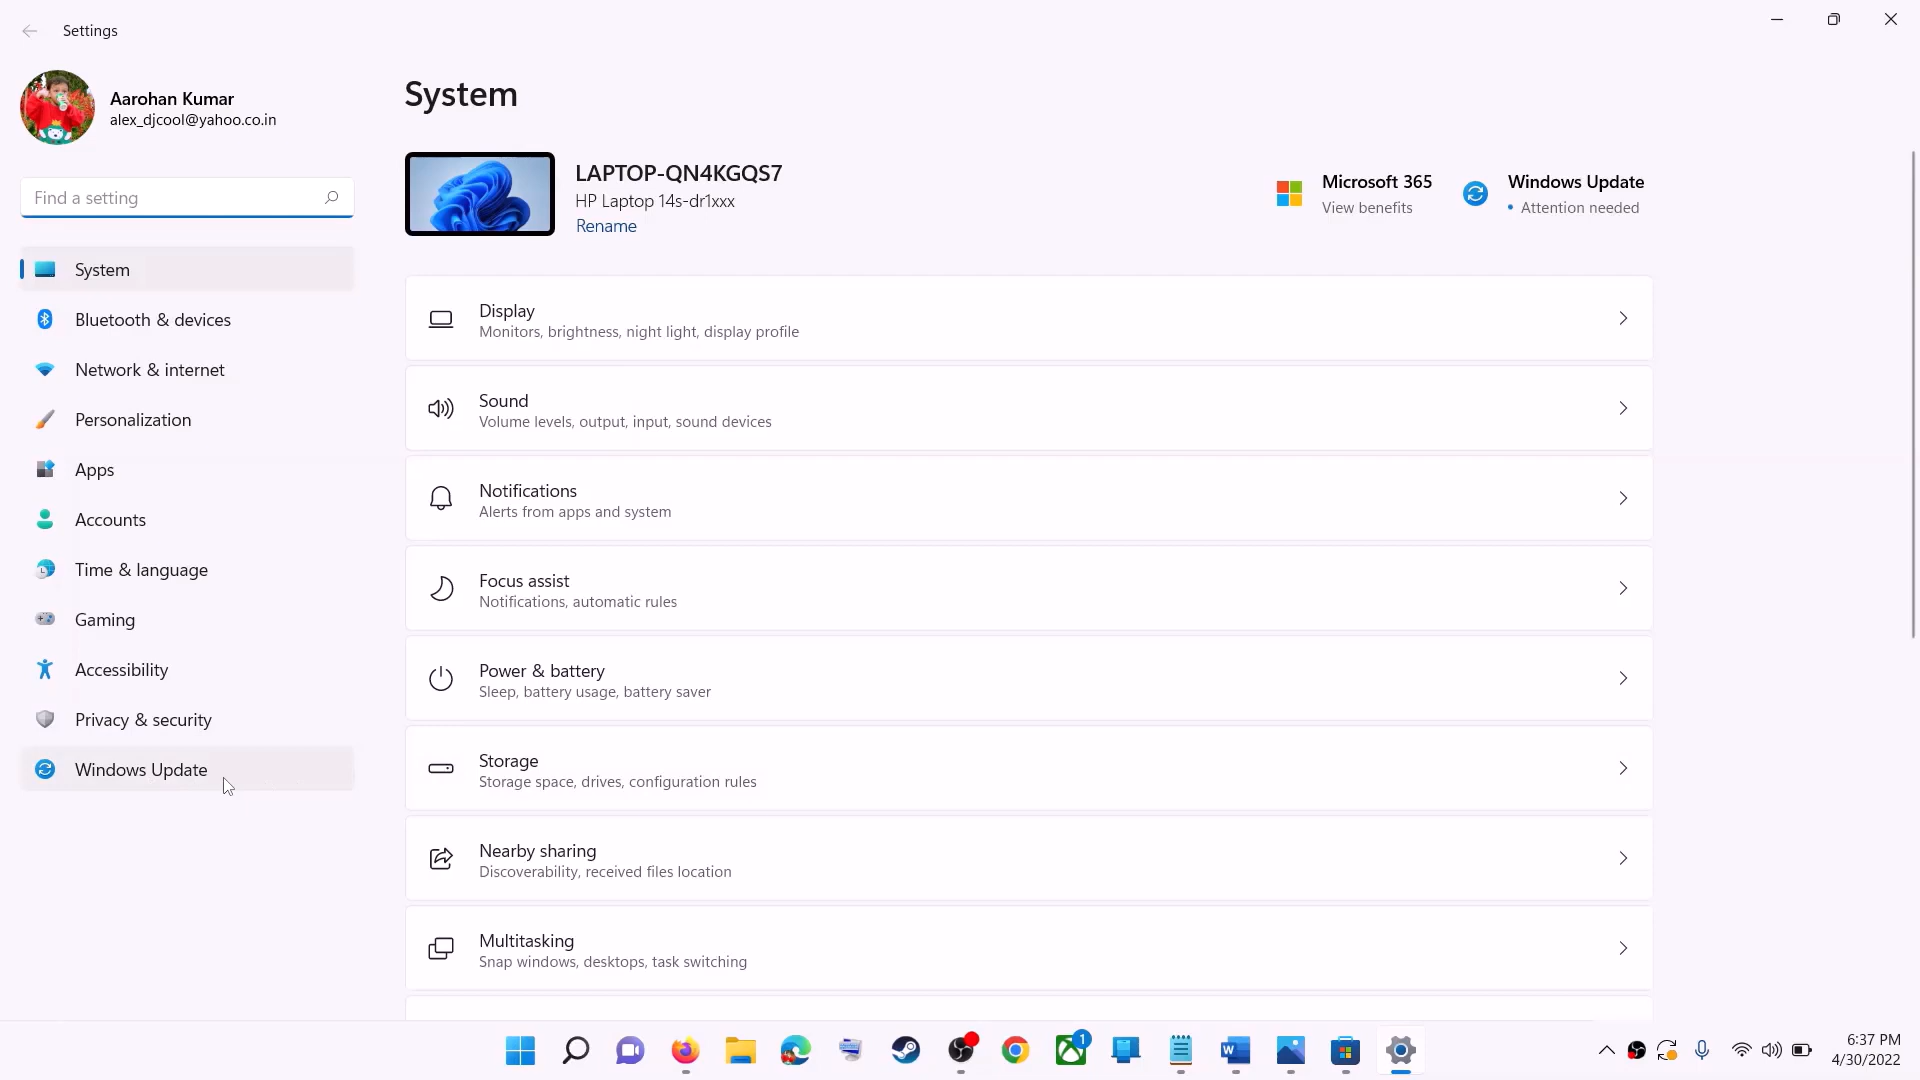 Settings
Aarohan Kumar
alex_djcool@yahoo.co.in
Find a setting
System
Bluetooth & devices
Network & internet
Personalization
Apps
Accounts
Time & language
Gaming
Accessibility
Privacy & security
Windows Update
System
LAPTOP-QN4KGQS7
HP Laptop 14s-dr1xxx
Rename
Microsoft 365
View benefits
Windows Update
• Attention needed
Display
Monitors, brightness, night light, display profile
Sound
Volume levels, output, input, sound devices
Notifications
Alerts from apps and system
Focus assist
Notifications, automatic rules
Power & battery
Sleep, battery usage, battery saver
Storage
Storage space, drives, configuration rules
Nearby sharing
Discoverability, received files location
Multitasking
Snap windows, desktops, task switching
1
6:37 PM
4/30/2022